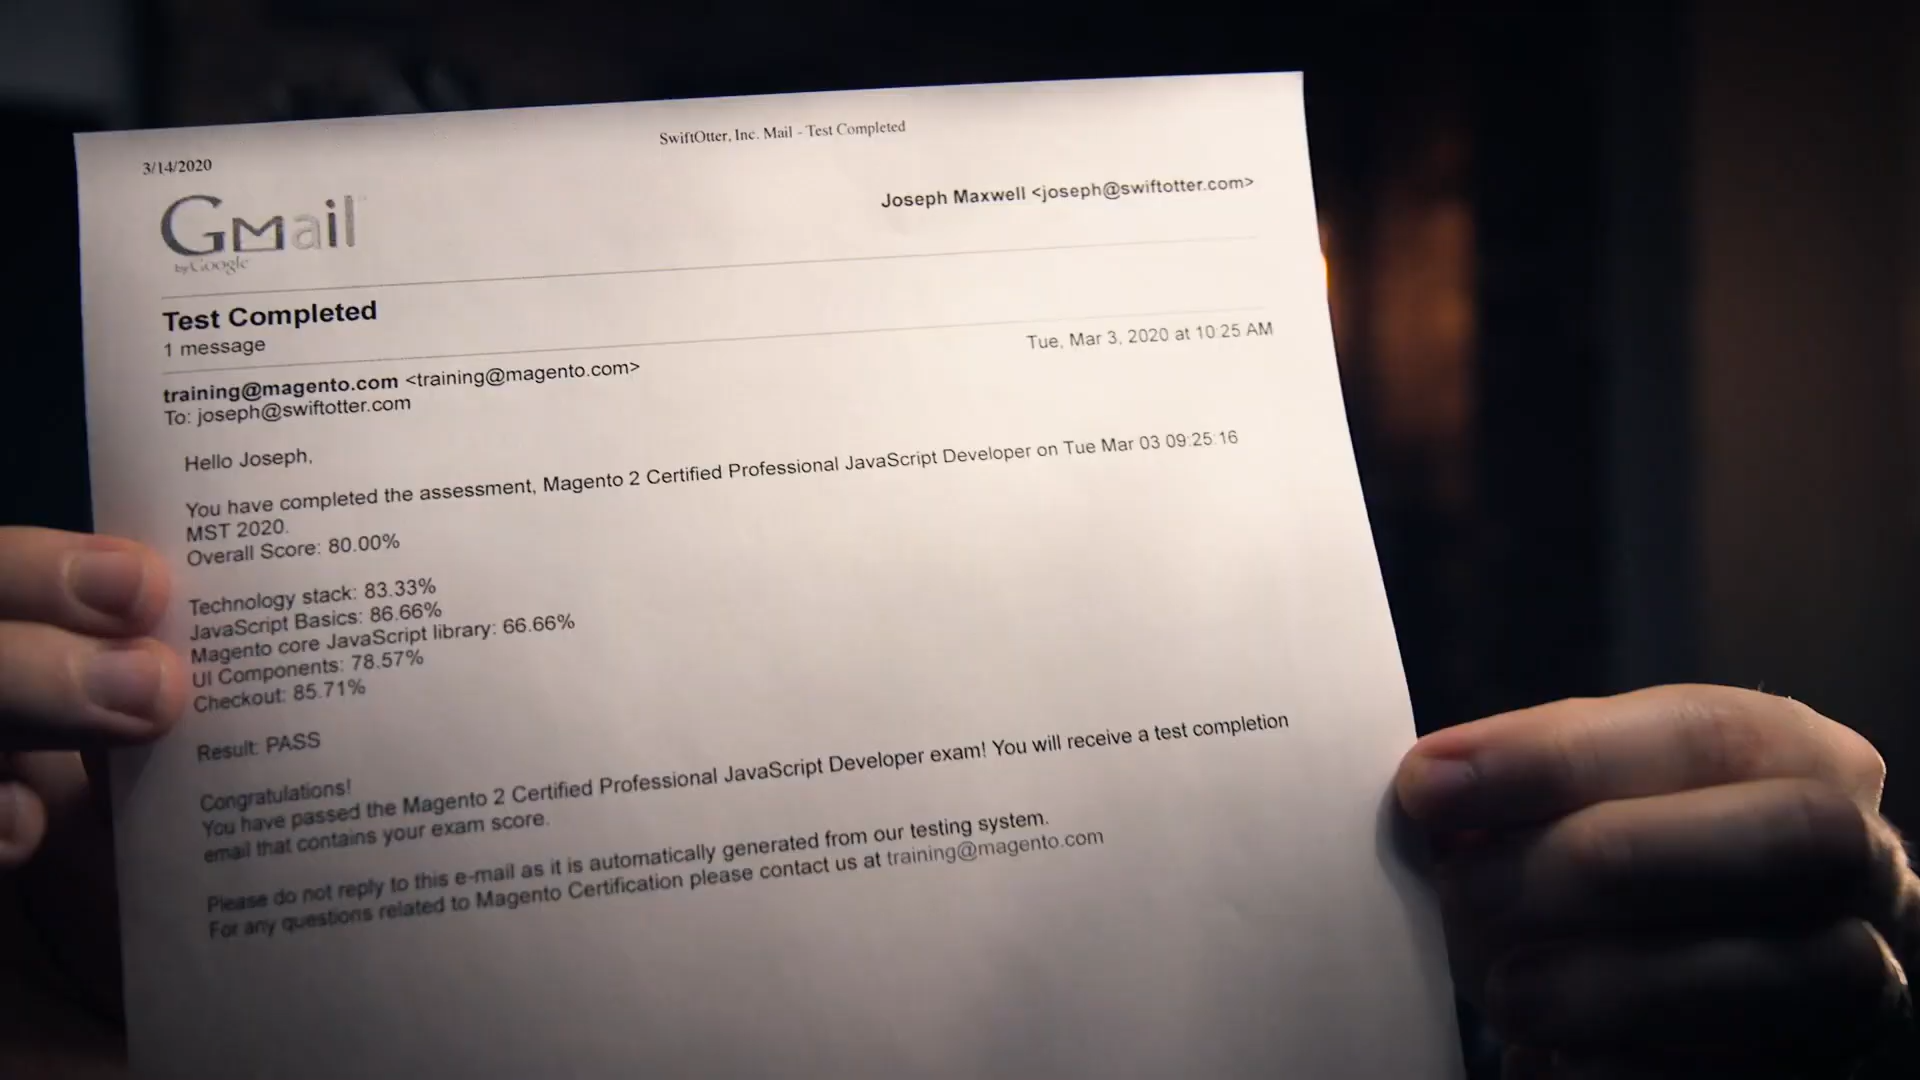 3/14/2020
SwiftOtter, Inc. Mail - Test Completed
Gmail
by Google
Joseph Maxwell <joseph@swiftotter.com>
Test Completed
1 message
training@magento.com <training@magento.com>
Tue, Mar 3, 2020 at 10:25 AM
To: joseph@swiftotter.com
Hello Joseph,
You have completed the assessment, Magento 2 Certified Professional JavaScript Developer on Tue Mar 03 09:25:16
MST 2020.
Overall Score: 80.00%
Technology stack: 83.33%
JavaScript Basics: 86.66%
Magento core JavaScript library: 66.66%
UI Components: 78.57%
Checkout: 85.71%
Result: PASS
Congratulations!
You have passed the Magento 2 Certified Professional JavaScript Developer exam! You will receive a test completion
email that contains your exam score.
Please do not reply to this e-mail as it is automatically generated from our testing system.
For any questions related to Magento Certification please contact us at training@magento.com